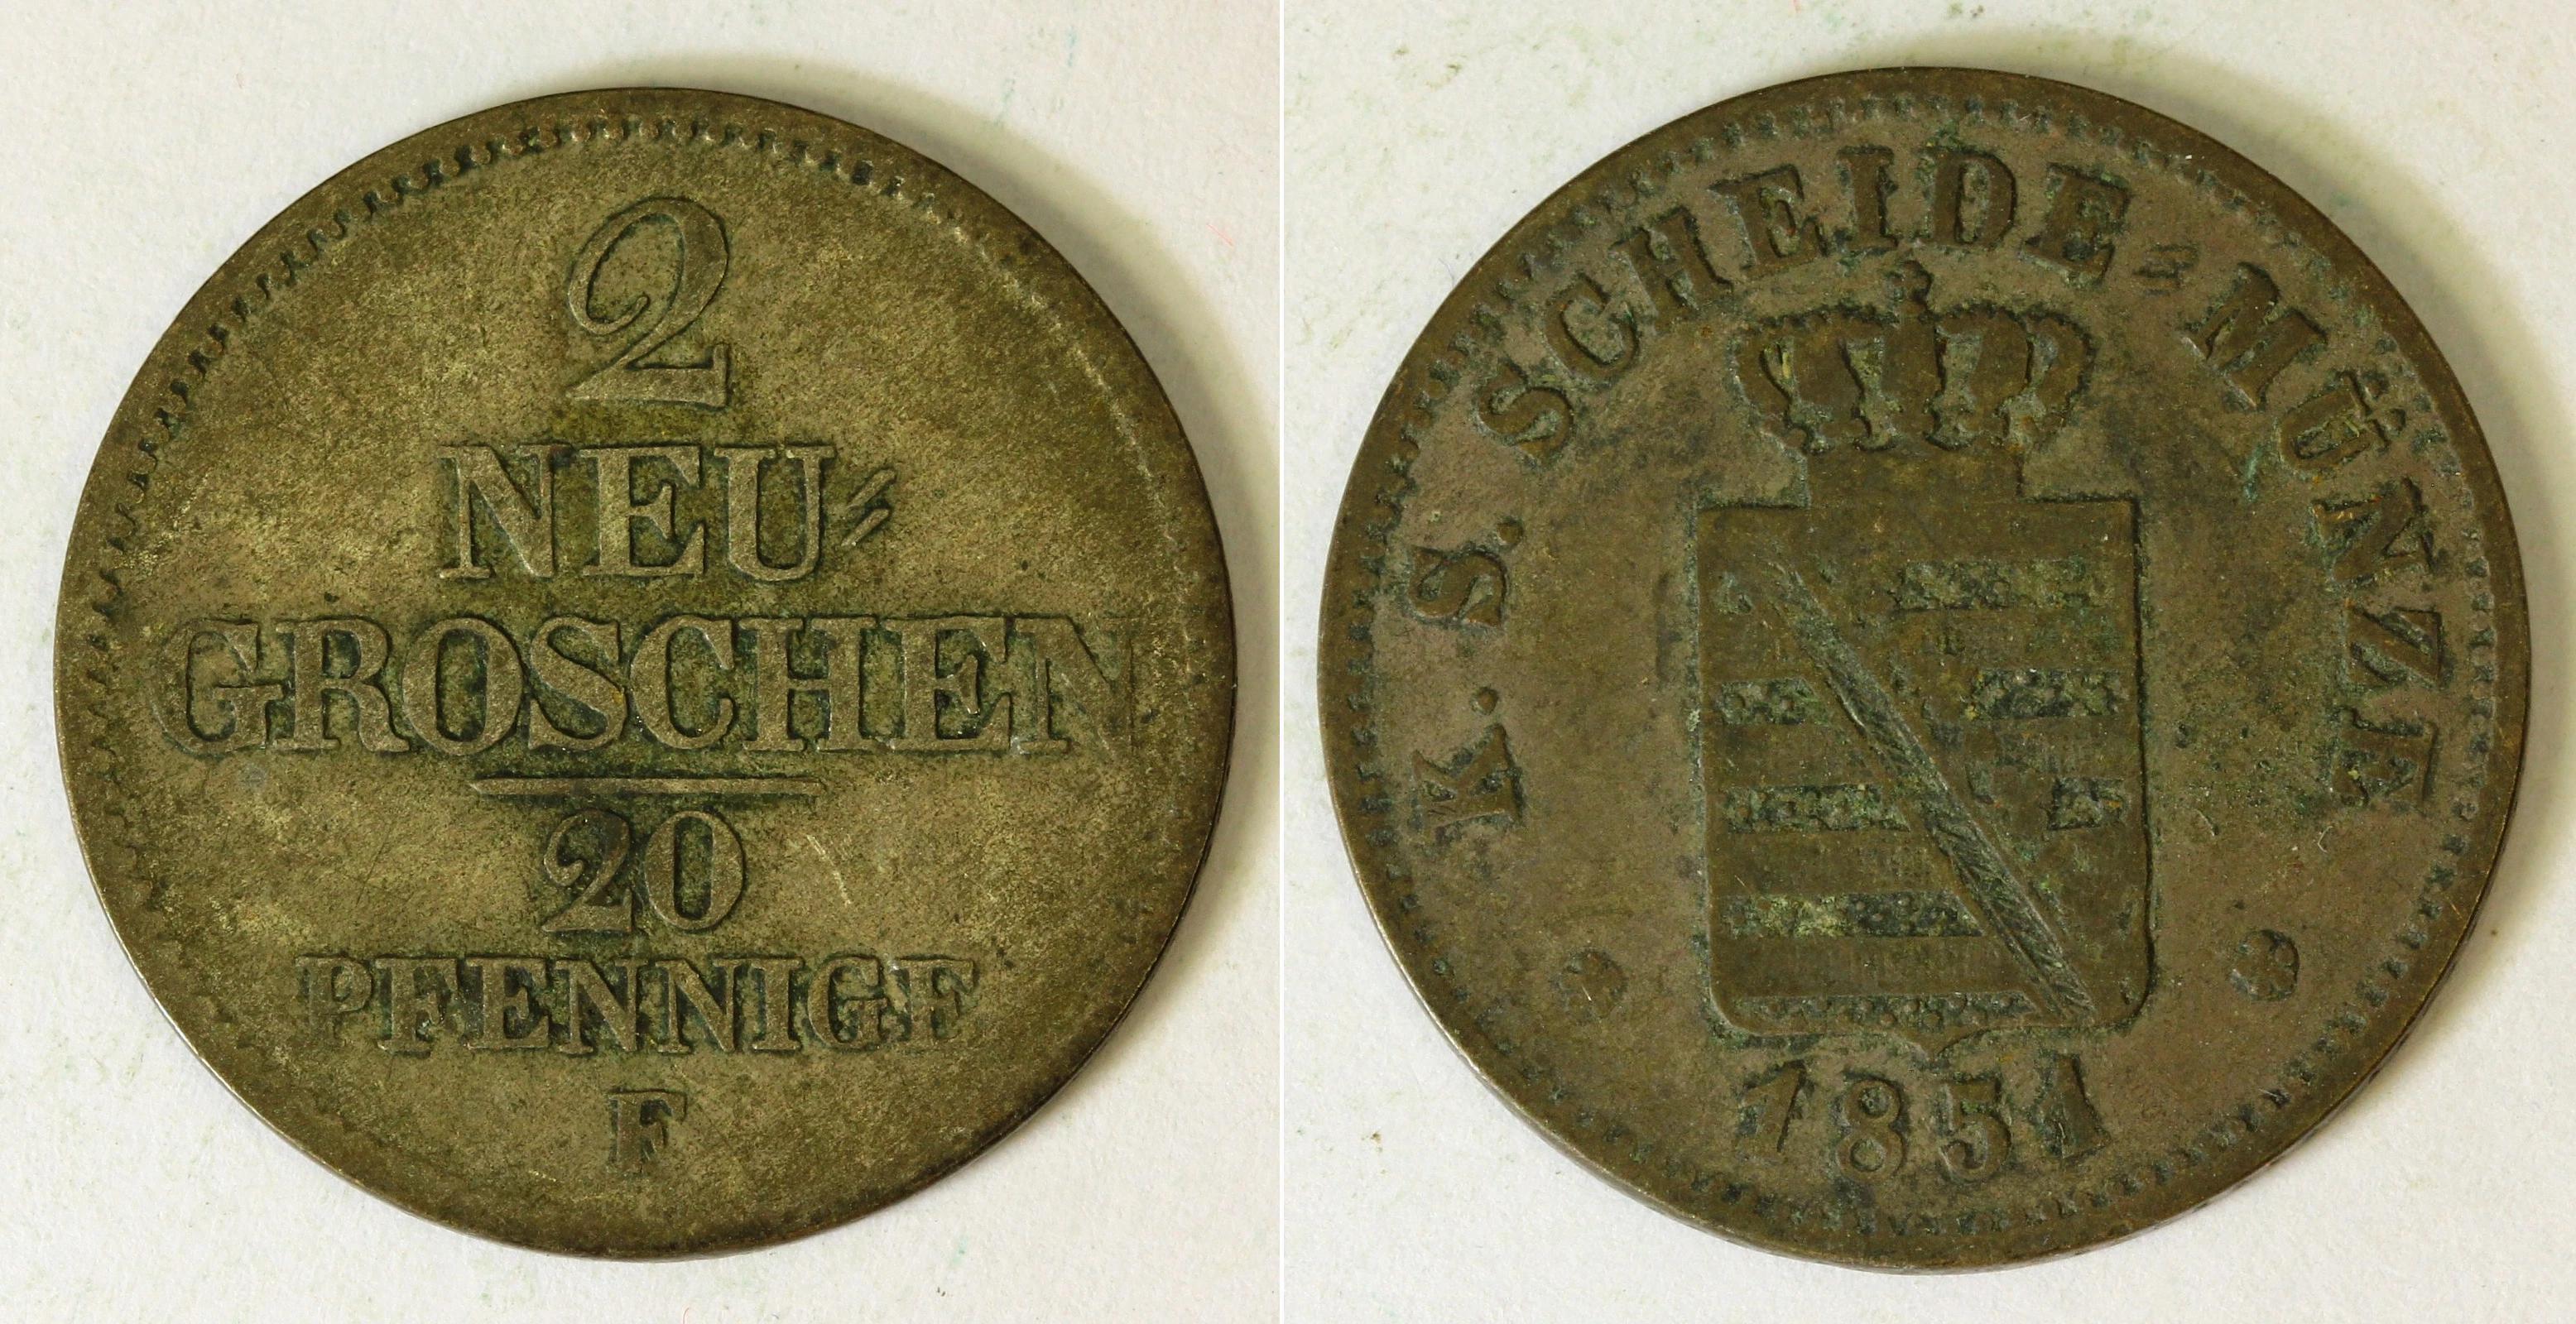 2
NEU⸗
GROSCHEN
20
PFENNIGE
F
K. S. SCHEIDE⸗MÜNZE
1851